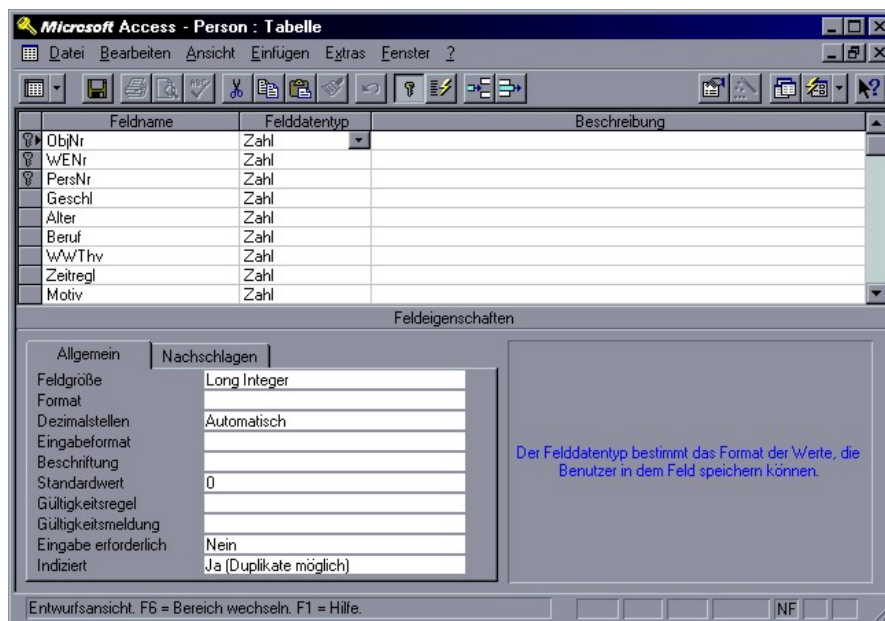 Microsoft Access - Person : Tabelle
Datei Bearbeiten Ansicht Einfügen Extras Fenster ?
Feldname Felddatentyp Beschreibung
ObjNr Zahl
WENr Zahl
PersNr Zahl
Geschl Zahl
Alter Zahl
Beruf Zahl
WWThv Zahl
Zeitregl Zahl
Motiv Zahl
Feldeigenschaften
Allgemein Nachschlagen
Feldgröße Long Integer
Format
Dezimalstellen Automatisch
Eingabeformat
Beschriftung
Standardwert 0
Gültigkeitsregel
Gültigkeitsmeldung
Eingabe erforderlich Nein
Indiziert Ja (Duplikate möglich)
Der Felddatentyp bestimmt das Format der Werte, die
Benutzer in dem Feld speichern können.
Entwurfsansicht. F6 = Bereich wechseln. F1 = Hilfe. NF